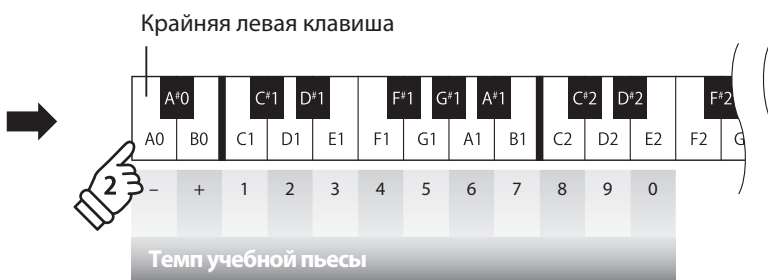 Крайняя левая клавиша
A#0 C#1 D#1 F#1 G#1 A#1 C#2 D#2 F#2
A0 B0 C1 D1 E1 F1 G1 A1 B1 C2 D2 E2 F2 G
2 – + 1 2 3 4 5 6 7 8 9 0
Темп учебной пьесы